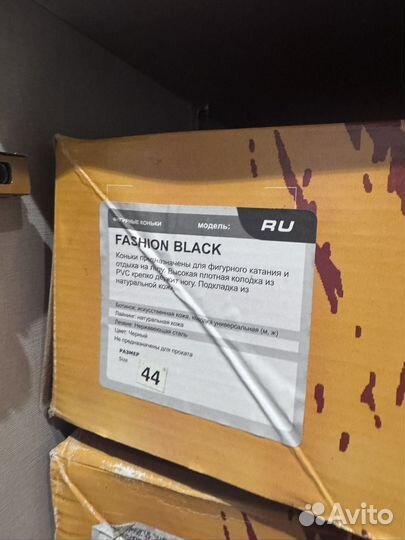 ФИГУРНЫЕ КОНЬКИ МОДЕЛЬ: RU
FASHION BLACK
Коньки предназначены для фигурного катания и
отдыха на льду. Высокая плотная колодка из
PVC крепко держит ногу. Подкладка из
натуральной кожи.
Ботинок: искусственная кожа, колодка универсальная (м, ж)
Лайнинг: натуральная кожа
Лезвие: Нержавеющая сталь
Цвет: Черный
Не предназначены для проката
РАЗМЕР
Size
44
Avito